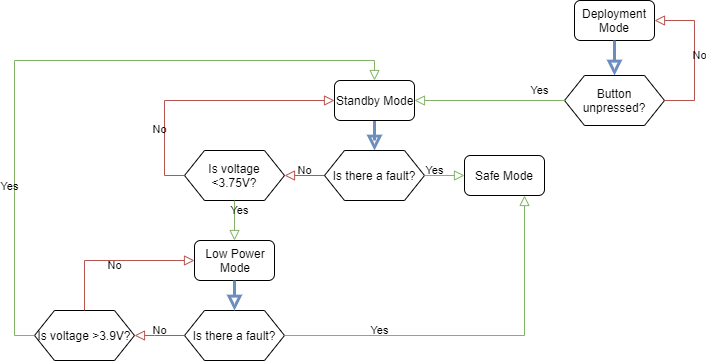 Deployment
Mode
No
Button
unpressed?
Yes
Standby Mode
No
Is voltage
<3.75V?
No
Is there a fault?
Yes
Safe Mode
Yes
Yes
Low Power
Mode
No
Is voltage >3.9V?
No
Is there a fault?
Yes